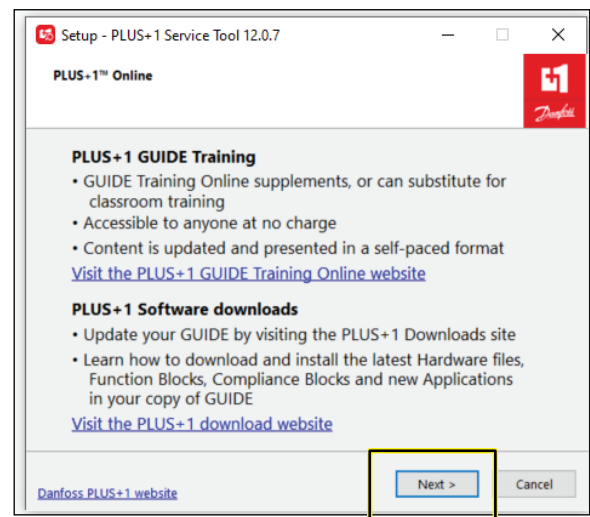 Setup - PLUS+1 Service Tool 12.0.7
PLUS+1™ Online
Danfoss
PLUS+1 GUIDE Training
• GUIDE Training Online supplements, or can substitute for
classroom training
• Accessible to anyone at no charge
• Content is updated and presented in a self-paced format
Visit the PLUS+1 GUIDE Training Online website
PLUS+1 Software downloads
• Update your GUIDE by visiting the PLUS+1 Downloads site
• Learn how to download and install the latest Hardware files,
Function Blocks, Compliance Blocks and new Applications
in your copy of GUIDE
Visit the PLUS+1 download website
Danfoss PLUS+1 website
Next >
Cancel